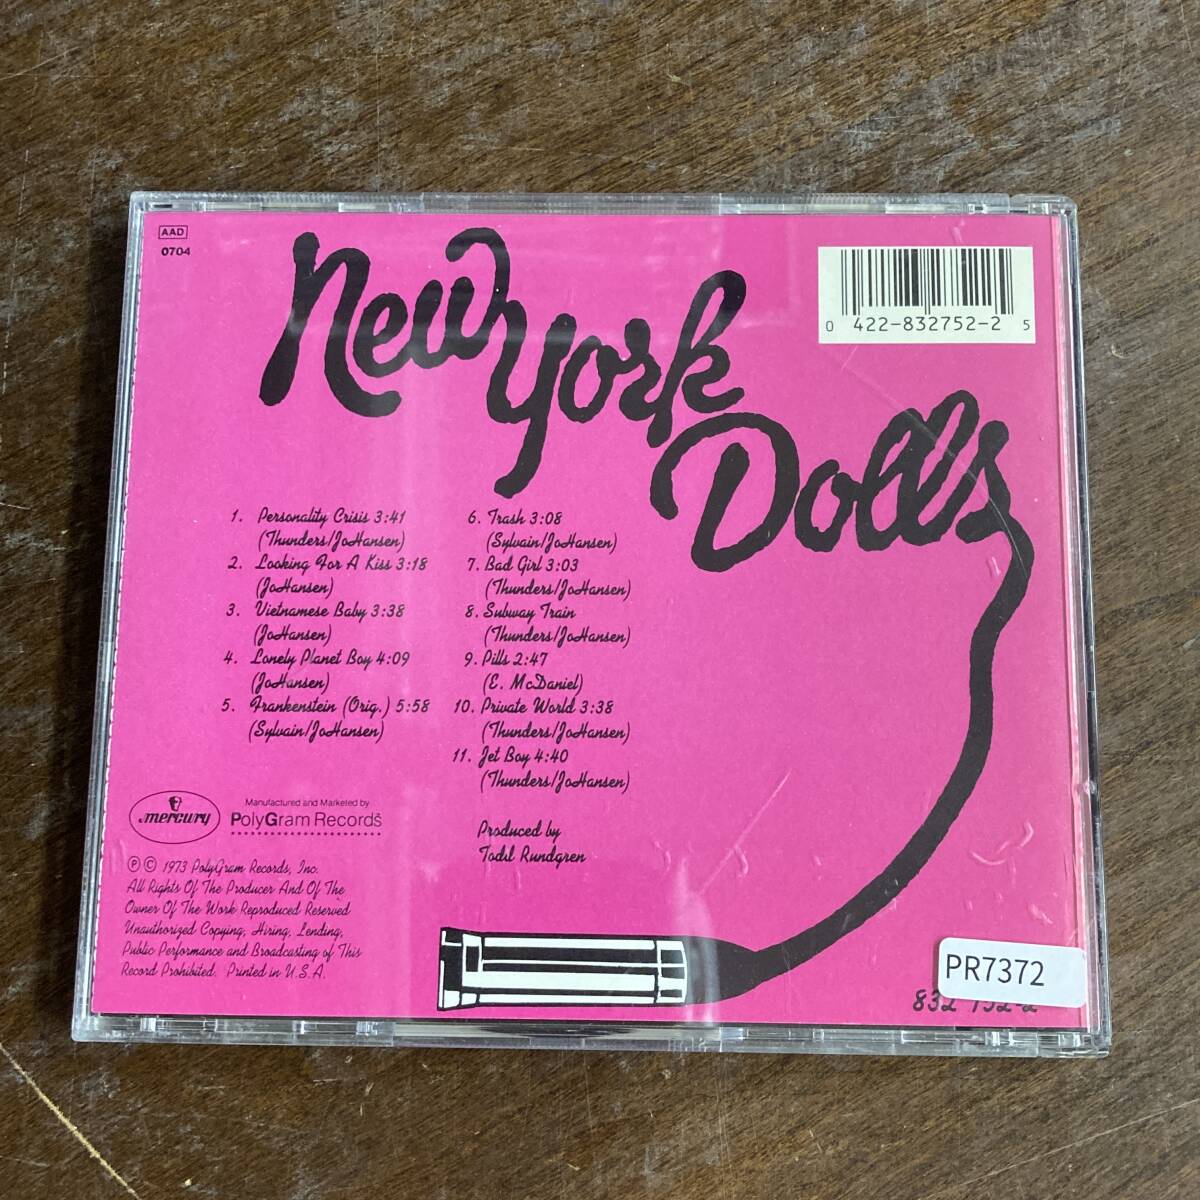 AAD
0704
New York
Dolls
0 422-832752-2 5
1. Personality Crisis 3:41
(Thunders/JoHansen)
2. Looking For A Kiss 3:18
(JoHansen)
3. Vietnamese Baby 3:38
(JoHansen)
4. Lonely Planet Boy 4:09
(JoHansen)
5. Frankenstein (Orig.) 5:58
(Sylvain/JoHansen)
6. Trash 3:08
(Sylvain/JoHansen)
7. Bad Girl 3:03
(Thunders/JoHansen)
8. Subway Train
(Thunders/JoHansen)
9. Pills 2:47
(E. McDaniel)
10. Private World 3:38
(Thunders/JoHansen)
11. Jet Boy 4:40
(Thunders/JoHansen)
Produced by
Todd Rundgren
mercury
Manufactured and Marketed by
PolyGram Records
℗ © 1973 PolyGram Records, Inc.
All Rights Of The Producer And Of The
Owner Of The Work Reproduced Reserved
Unauthorized Copying, Hiring, Lending,
Public Performance and Broadcasting of This
Record Prohibited. Printed in U.S.A.
PR7372
832 752-2